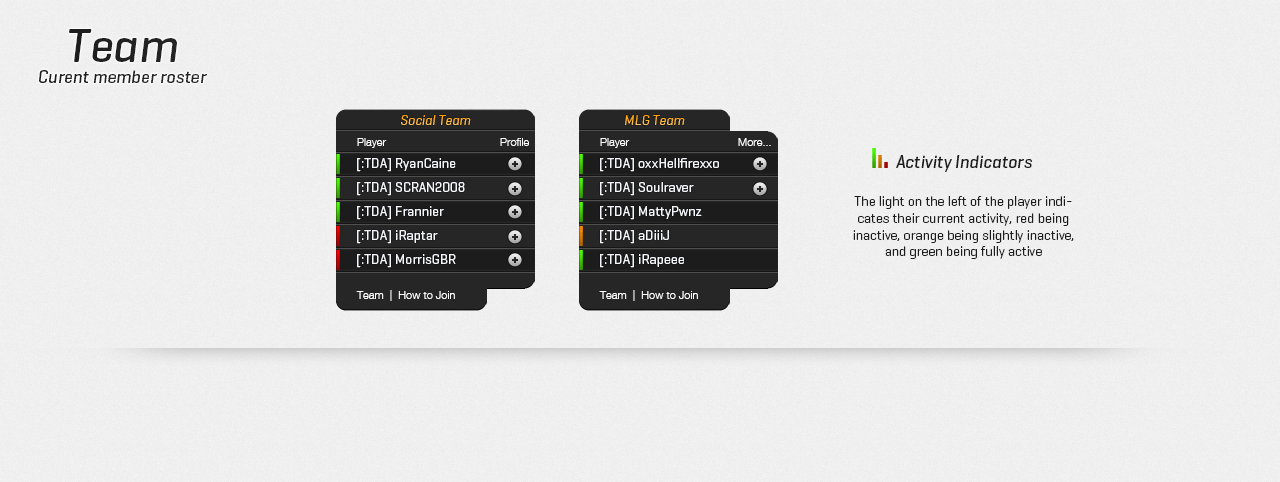 Team
Curent member roster
Social Team
Player Profile
[:TDA] RyanCaine
[:TDA] SCRAN2008
[:TDA] Frannier
[:TDA] iRaptar
[:TDA] MorrisGBR
Team | How to Join
MLG Team
Player More...
[:TDA] oxxHellfirexxo
[:TDA] Soulraver
[:TDA] MattyPwnz
[:TDA] aDiiiJ
[:TDA] iRapeee
Team | How to Join
Activity Indicators
The light on the left of the player indi-
cates their current activity, red being
inactive, orange being slightly inactive,
and green being fully active